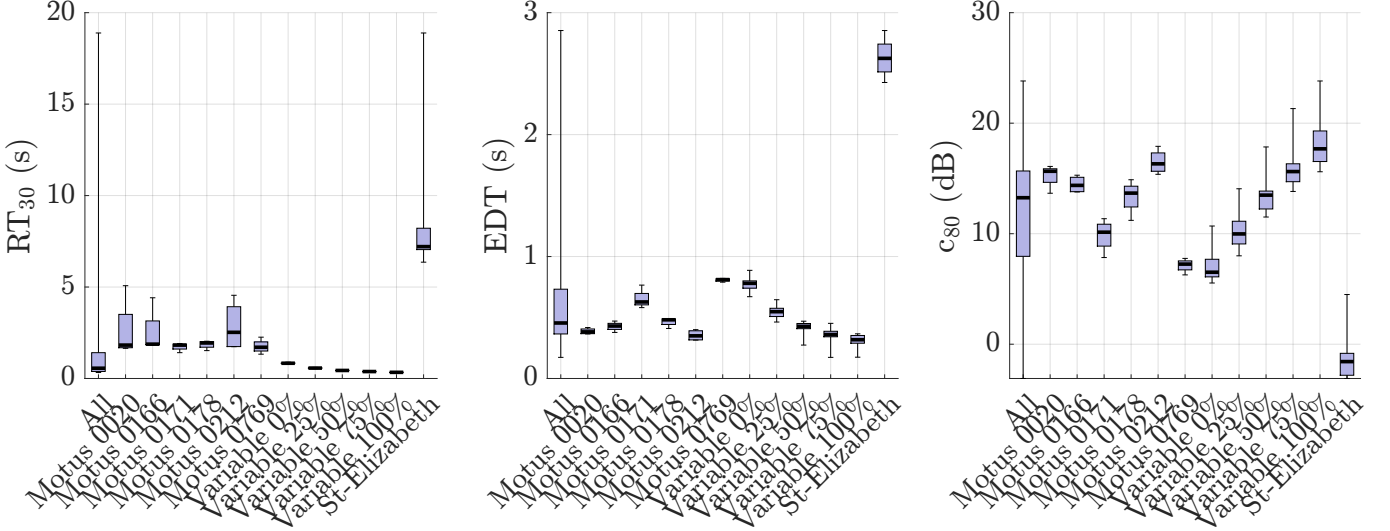 20
15
10
5
0
RT30 (s)
All
Motus 0020
Motus 0166
Motus 0171
Motus 0178
Motus 0212
Motus 0769
Variable 0%
Variable 25%
Variable 50%
Variable 75%
Variable 100%
St-Elizabeth
3
2
1
0
EDT (s)
All
Motus 0020
Motus 0166
Motus 0171
Motus 0178
Motus 0212
Motus 0769
Variable 0%
Variable 25%
Variable 50%
Variable 75%
Variable 100%
St-Elizabeth
30
20
10
0
c80 (dB)
All
Motus 0020
Motus 0166
Motus 0171
Motus 0178
Motus 0212
Motus 0769
Variable 0%
Variable 25%
Variable 50%
Variable 75%
Variable 100%
St-Elizabeth